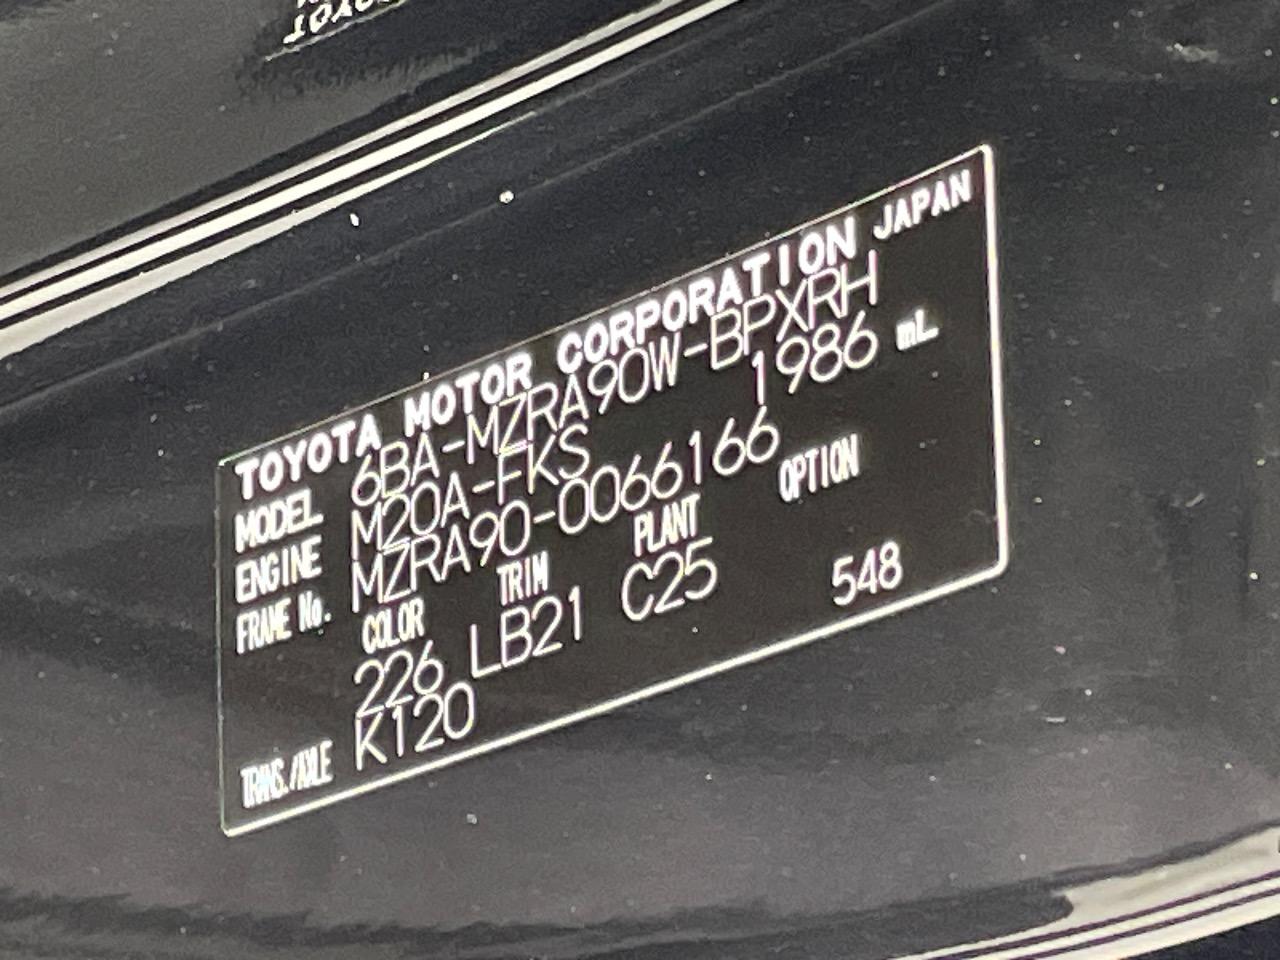 TOYOTA MOTOR CORPORATION JAPAN
MODEL 6BA-MZRA90W-BPXRH
ENGINE M20A-FKS 1986 mL
FRAME No. MZRA90-0066166
COLOR TRIM PLANT OPTION
226 LB21 C25 548
TRANS./AXLE K120